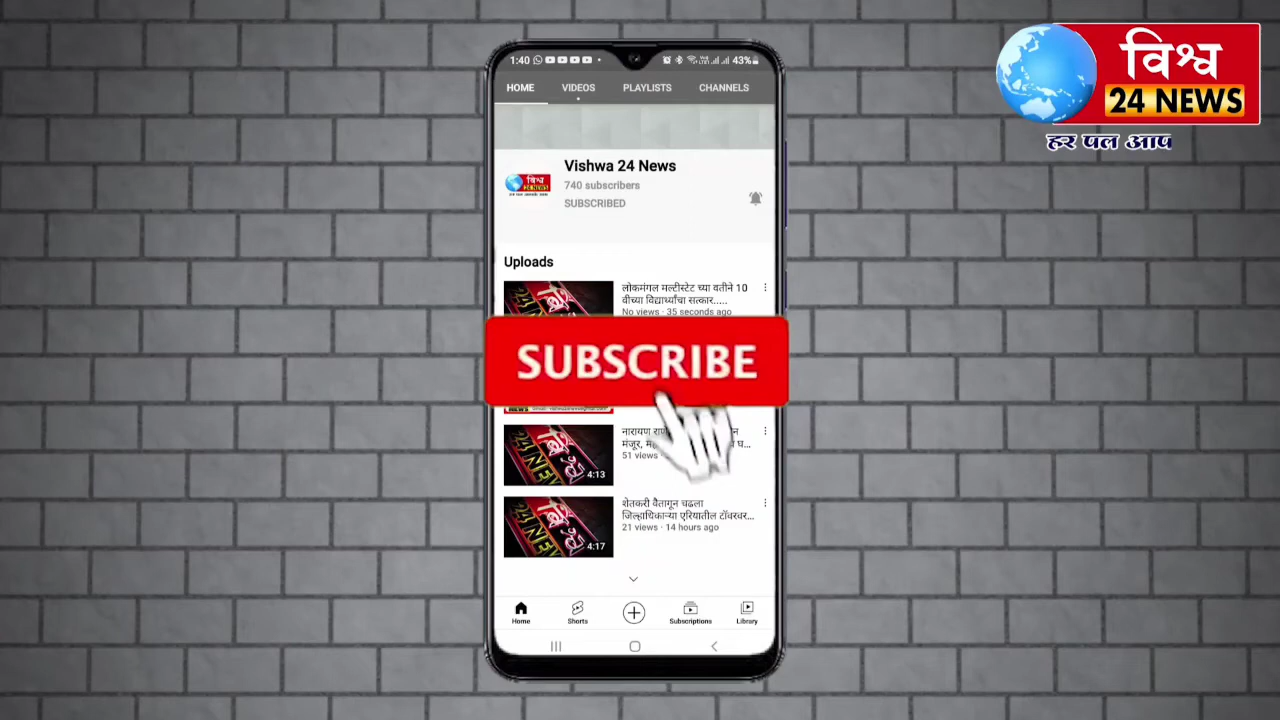 विश्व
24 NEWS
हर पल आप
1:40
43%
HOME
VIDEOS
PLAYLISTS
CHANNELS
Vishwa 24 News
740 subscribers
SUBSCRIBED
Uploads
लोकमंगल मल्टीस्टेट च्या वतीने 10
वीच्या विद्यार्थ्यांचा सत्कार.....
No views · 35 seconds ago
SUBSCRIBE
नारायण
मंजूर,
51 views
4:13
शेतकरी वैतागून चढला
जिल्हाधिकाऱ्या एरियातील टॉवरवर...
21 views · 14 hours ago
4:17
Home
Shorts
Subscriptions
Library